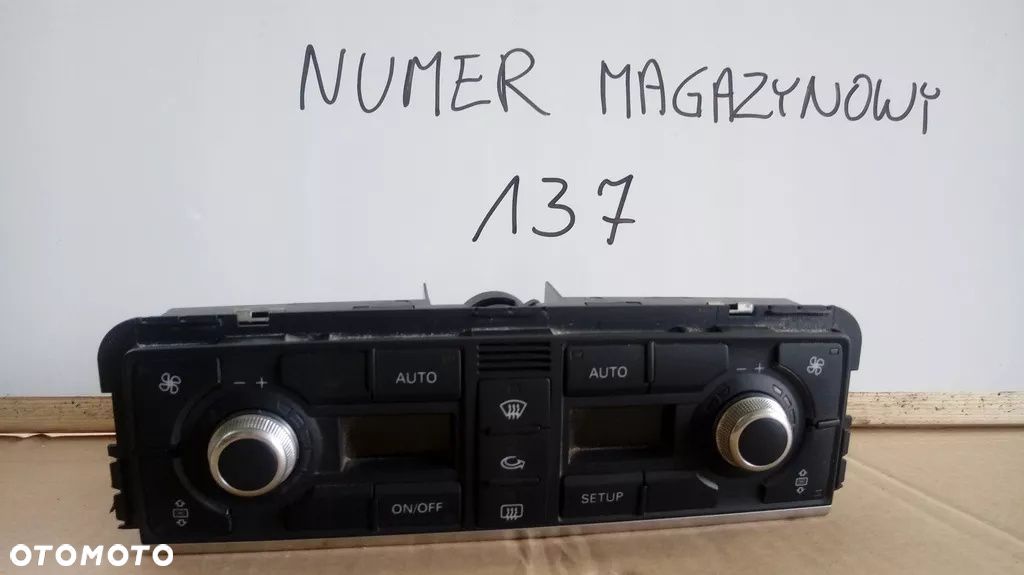 NUMER MAGAZYNOWY
137
AUTO
AUTO
- +
- +
ON/OFF
SETUP
OTOMOTO